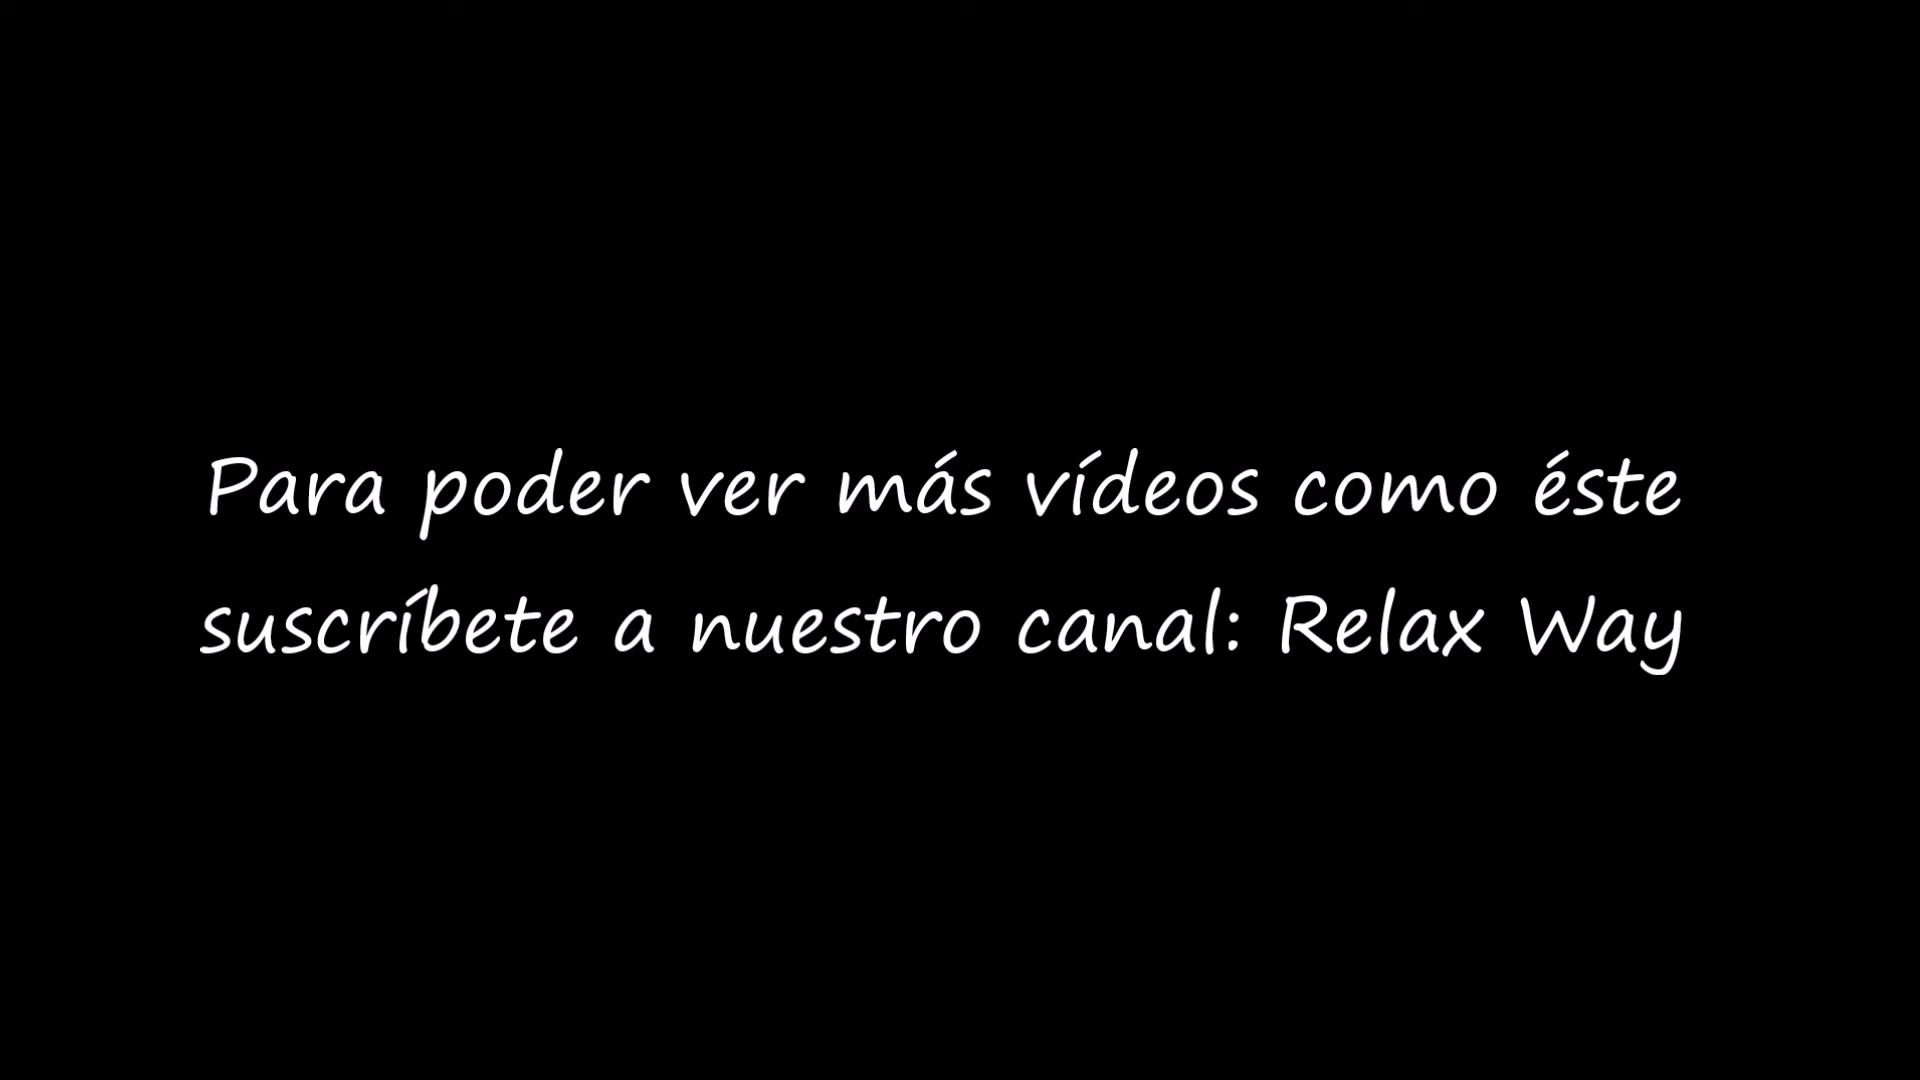 Para poder ver más vídeos como éste
suscríbete a nuestro canal: Relax Way